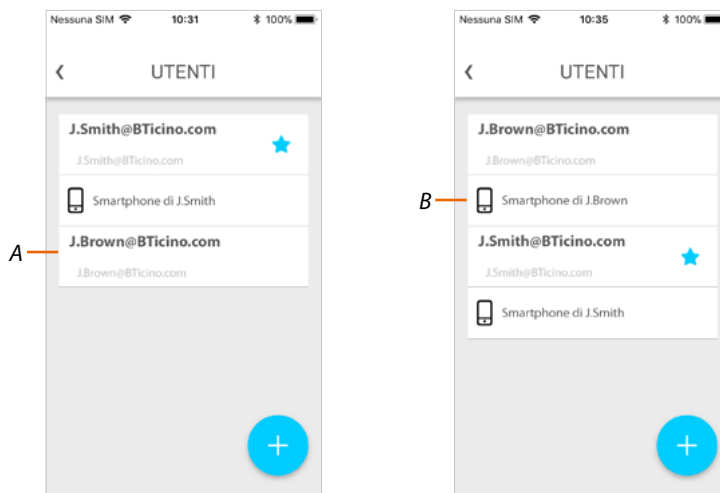 Nessuna SIM 10:31 100%
UTENTI
J.Smith@BTicino.com
J.Smith@BTicino.com
Smartphone di J.Smith
A
J.Brown@BTicino.com
J.Brown@BTicino.com
+
Nessuna SIM 10:35 100%
UTENTI
J.Brown@BTicino.com
J.Brown@BTicino.com
B
Smartphone di J.Brown
J.Smith@BTicino.com
J.Smith@BTicino.com
Smartphone di J.Smith
+